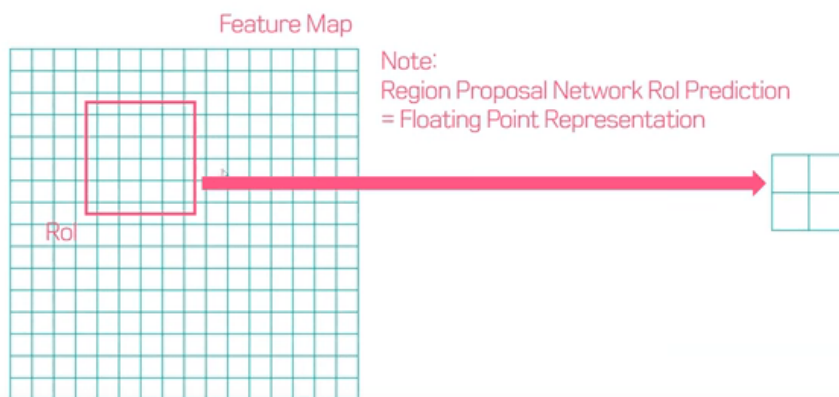 Feature Map
Note:
Region Proposal Network RoI Prediction
= Floating Point Representation
RoI